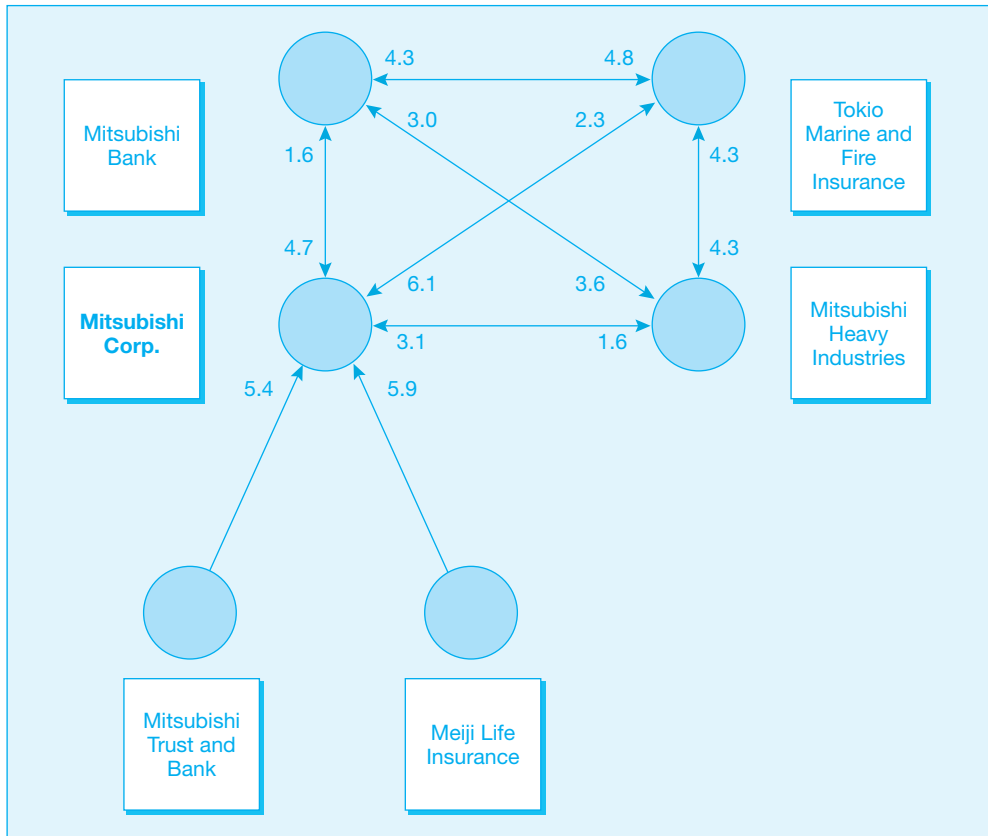 4.3
4.8
Mitsubishi
Bank
3.0
2.3
Tokio
Marine and
Fire
Insurance
1.6
4.3
4.7
4.3
6.1
3.6
Mitsubishi
Corp.
3.1
1.6
Mitsubishi
Heavy
Industries
5.4
5.9
Mitsubishi
Trust and
Bank
Meiji Life
Insurance